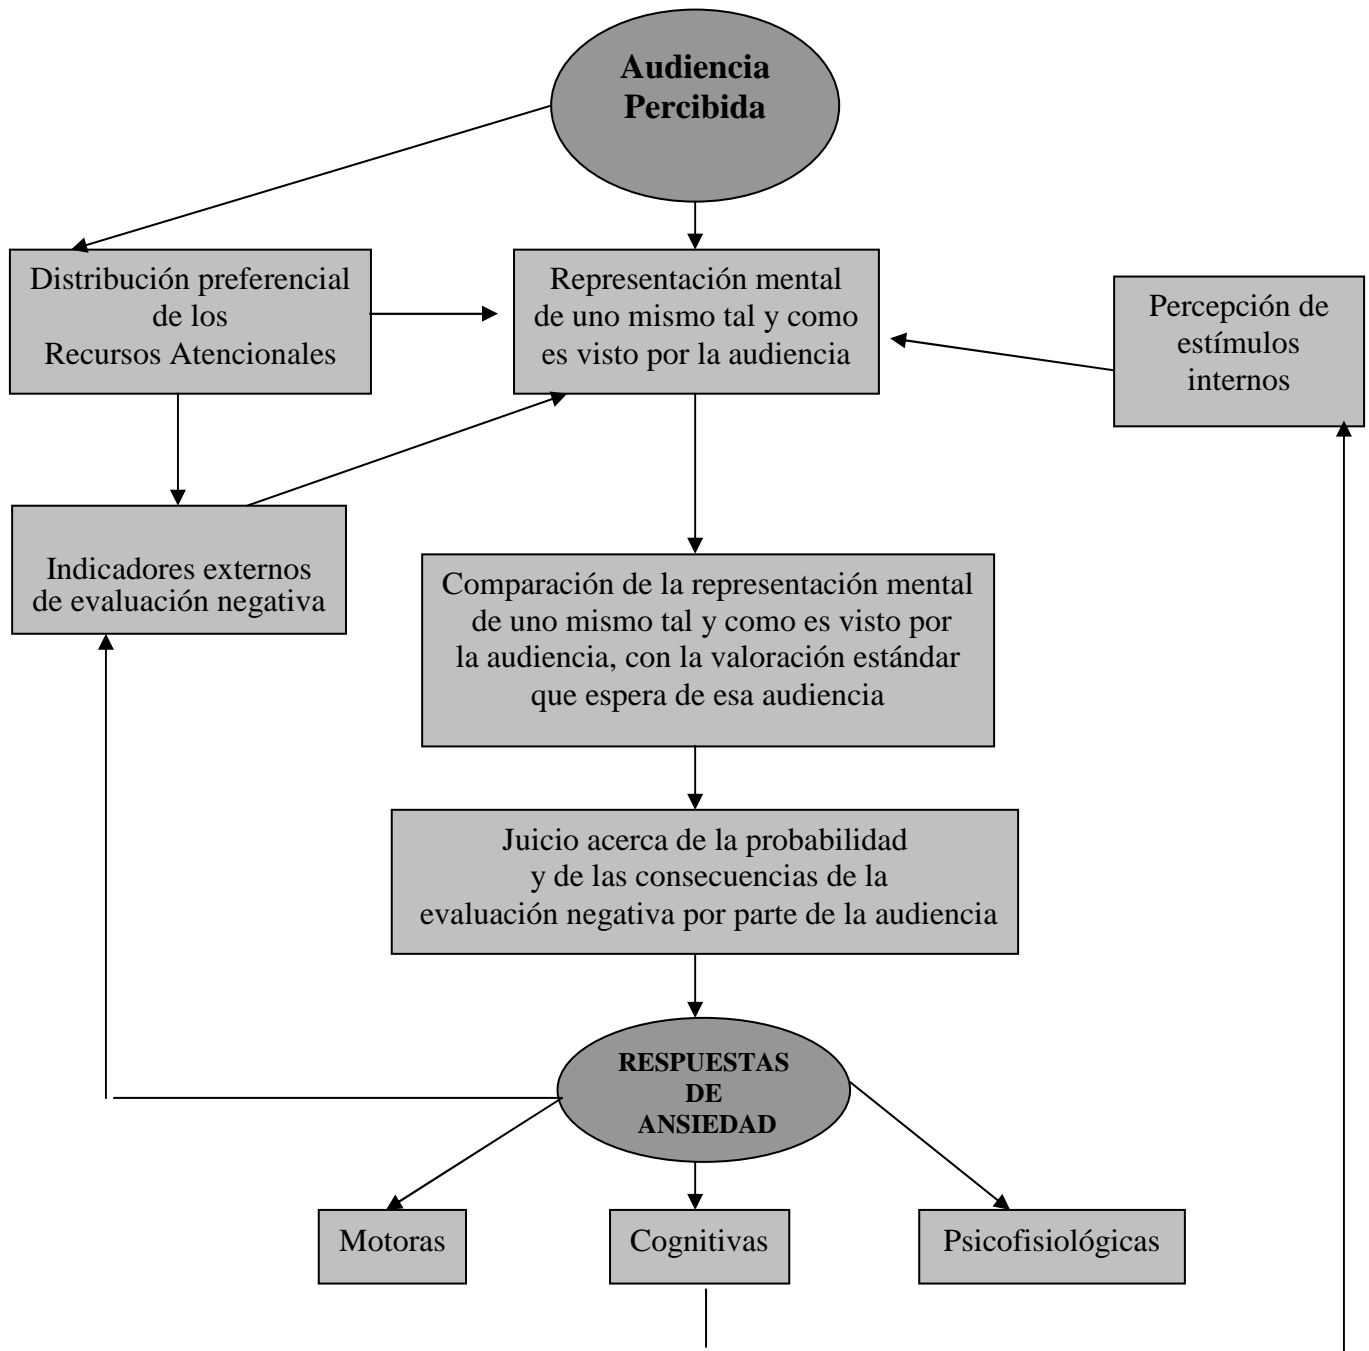 Audiencia
Percibida
Distribución preferencial
de los
Recursos Atencionales
Representación mental
de uno mismo tal y como
es visto por la audiencia
Percepción de
estímulos
internos
Indicadores externos
de evaluación negativa
Comparación de la representación mental
de uno mismo tal y como es visto por
la audiencia, con la valoración estándar
que espera de esa audiencia
Juicio acerca de la probabilidad
y de las consecuencias de la
evaluación negativa por parte de la audiencia
RESPUESTAS
DE
ANSIEDAD
Motoras
Cognitivas
Psicofisiológicas